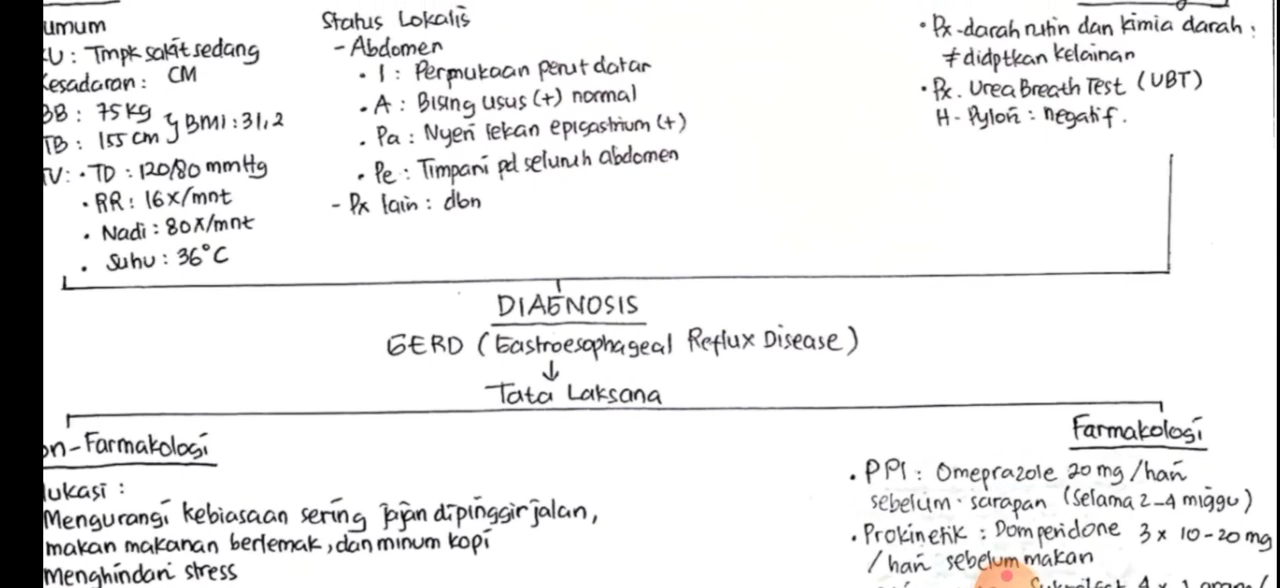 umum
KU : Tmpk sakit sedang
Kesadaran : CM
BB : 75 kg
TB : 155 cm } BMI : 31,2
TV : • TD : 120/80 mmHg
• RR : 16x/mnt
• Nadi : 80x/mnt
• Suhu : 36°C
Status Lokalis
- Abdomen
• I : Permukaan perut datar
• A : Bising usus (+) normal
• Pa : Nyeri tekan epigastrium (+)
• Pe : Timpani pd seluruh abdomen
- Px lain : dbn
• Px-darah rutin dan kimia darah :
≠ didptkan kelainan
• Px. Urea Breath Test (UBT)
H-Pylori : negatif.
DIAGNOSIS
GERD (Gastroesophageal Reflux Disease)
↓
Tata Laksana
on-Farmakologi
lukasi :
Mengurangi kebiasaan sering jajan dipinggir jalan,
makan makanan berlemak, dan minum kopi
Menghindari stress
Farmakologi
• PPI : Omeprazole 20 mg/hari
sebelum sarapan (selama 2-4 miggu)
• Prokinetik : Domperidone 3 x 10-20 mg
/hari sebelum makan